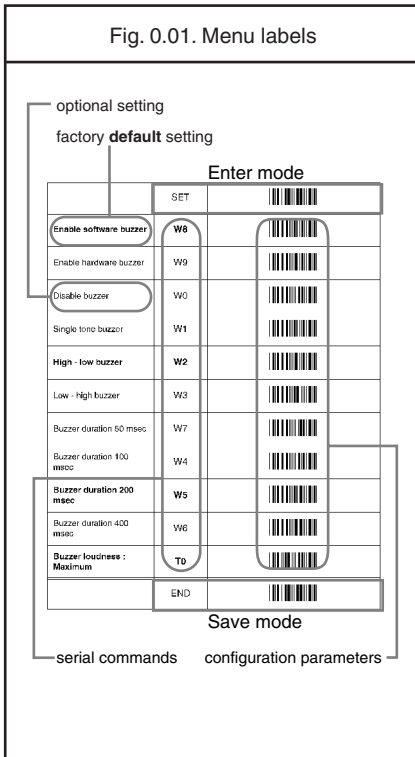 Fig. 0.01. Menu labels
optional setting
factory default setting
Enter mode
SET
Enable software buzzer W8
Enable hardware buzzer W9
Disable buzzer W0
Single tone buzzer W1
High - low buzzer W2
Low - high buzzer W3
Buzzer duration 50 msec W7
Buzzer duration 100
msec W4
Buzzer duration 200
msec W5
Buzzer duration 400
msec W6
Buzzer loudness :
Maximum T0
END
Save mode
serial commands configuration parameters